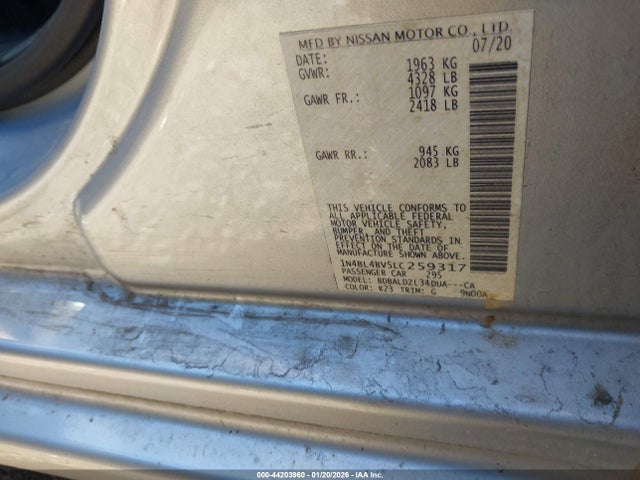 MFD BY NISSAN MOTOR CO., LTD.
DATE: 07/20
GVWR: 1963 KG
4328 LB
GAWR FR.: 1097 KG
2418 LB
GAWR RR.: 945 KG
2083 LB
THIS VEHICLE CONFORMS TO
ALL APPLICABLE FEDERAL
MOTOR VEHICLE SAFETY,
BUMPER, AND THEFT
PREVENTION STANDARDS IN
EFFECT ON THE DATE OF
MANUFACTURE SHOWN ABOVE.
1N4BL4BV5LC259317
PASSENGER CAR 295
MODEL: BDBALDZL34DUA---CA
COLOR: K23 TRIM: G 9N00A
000-44203960 - 01/20/2026 - IAA Inc.